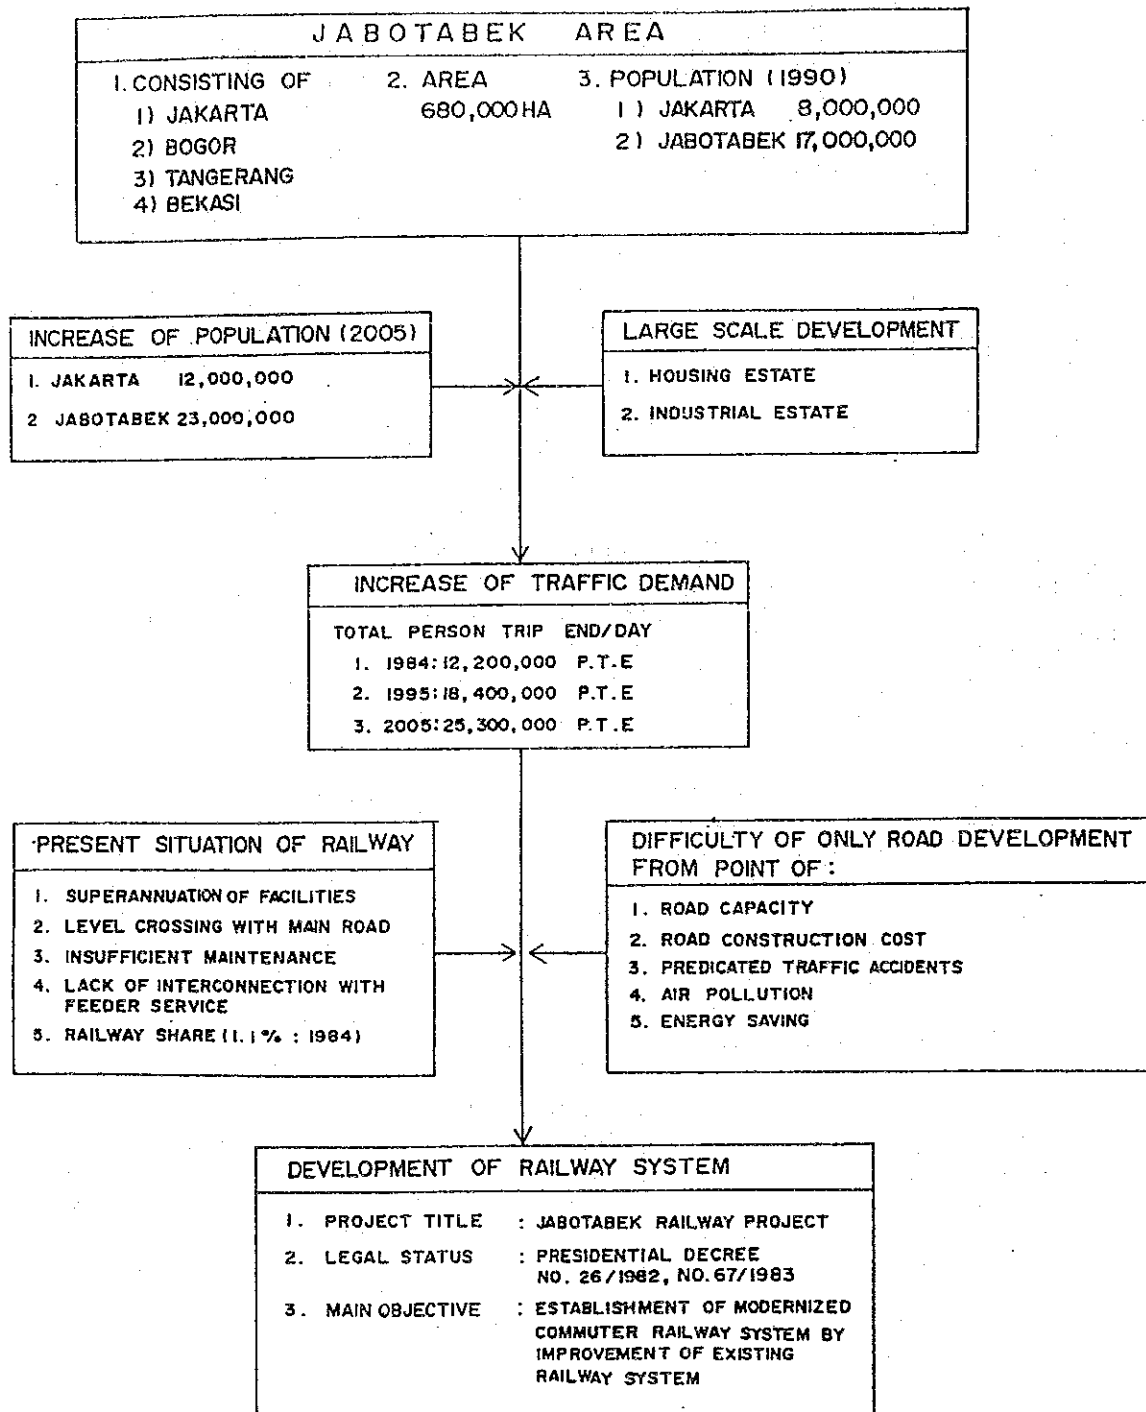 JABOTABEK AREA
1. CONSISTING OF
1) JAKARTA
2) BOGOR
3) TANGERANG
4) BEKASI
2. AREA
680,000 HA
3. POPULATION (1990)
1) JAKARTA 8,000,000
2) JABOTABEK 17,000,000
INCREASE OF POPULATION (2005)
1. JAKARTA 12,000,000
2 JABOTABEK 23,000,000
LARGE SCALE DEVELOPMENT
1. HOUSING ESTATE
2. INDUSTRIAL ESTATE
INCREASE OF TRAFFIC DEMAND
TOTAL PERSON TRIP END/DAY
1. 1984:12,200,000 P.T.E
2. 1995:18,400,000 P.T.E
3. 2005:25,300,000 P.T.E
PRESENT SITUATION OF RAILWAY
1. SUPERANNUATION OF FACILITIES
2. LEVEL CROSSING WITH MAIN ROAD
3. INSUFFICIENT MAINTENANCE
4. LACK OF INTERCONNECTION WITH
FEEDER SERVICE
5. RAILWAY SHARE (1.1% : 1984)
DIFFICULTY OF ONLY ROAD DEVELOPMENT
FROM POINT OF :
1. ROAD CAPACITY
2. ROAD CONSTRUCTION COST
3. PREDICATED TRAFFIC ACCIDENTS
4. AIR POLLUTION
5. ENERGY SAVING
DEVELOPMENT OF RAILWAY SYSTEM
1. PROJECT TITLE : JABOTABEK RAILWAY PROJECT
2. LEGAL STATUS : PRESIDENTIAL DECREE
NO. 26/1982, NO. 67/1983
3. MAIN OBJECTIVE : ESTABLISHMENT OF MODERNIZED
COMMUTER RAILWAY SYSTEM BY
IMPROVEMENT OF EXISTING
RAILWAY SYSTEM